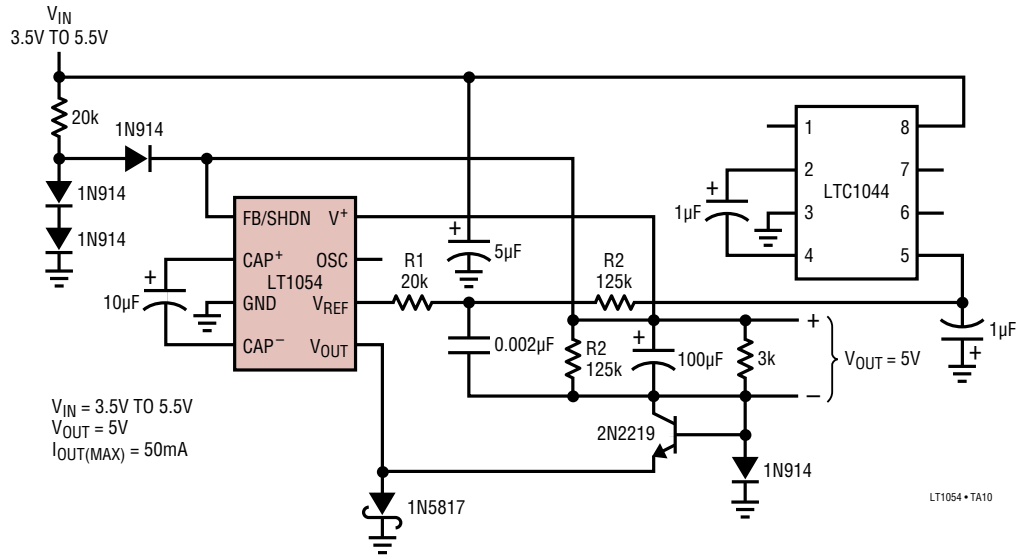 VIN
3.5V TO 5.5V
20k
1N914
1N914
1N914
FB/SHDN
V+
CAP+
OSC
LT1054
GND
VREF
CAP−
VOUT
10µF
+
R1
20k
5µF
+
R2
125k
0.002µF
R2
125k
+
100µF
3k
+
−
VOUT = 5V
1
2
3
4
8
7
6
5
LTC1044
1µF
+
1µF
+
2N2219
1N914
1N5817
VIN = 3.5V TO 5.5V
VOUT = 5V
IOUT(MAX) = 50mA
LT1054 • TA10